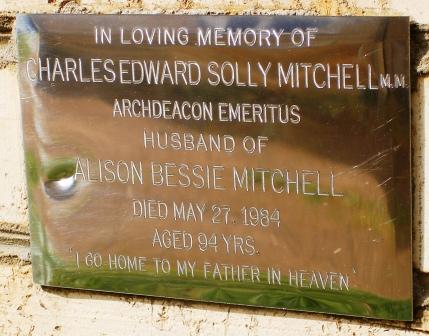 IN LOVING MEMORY OF
CHARLES EDWARD SOLLY MITCHELL M.M.
ARCHDEACON EMERITUS
HUSBAND OF
ALISON BESSIE MITCHELL
DIED MAY 27. 1984
AGED 94 YRS.
"I GO HOME TO MY FATHER IN HEAVEN"